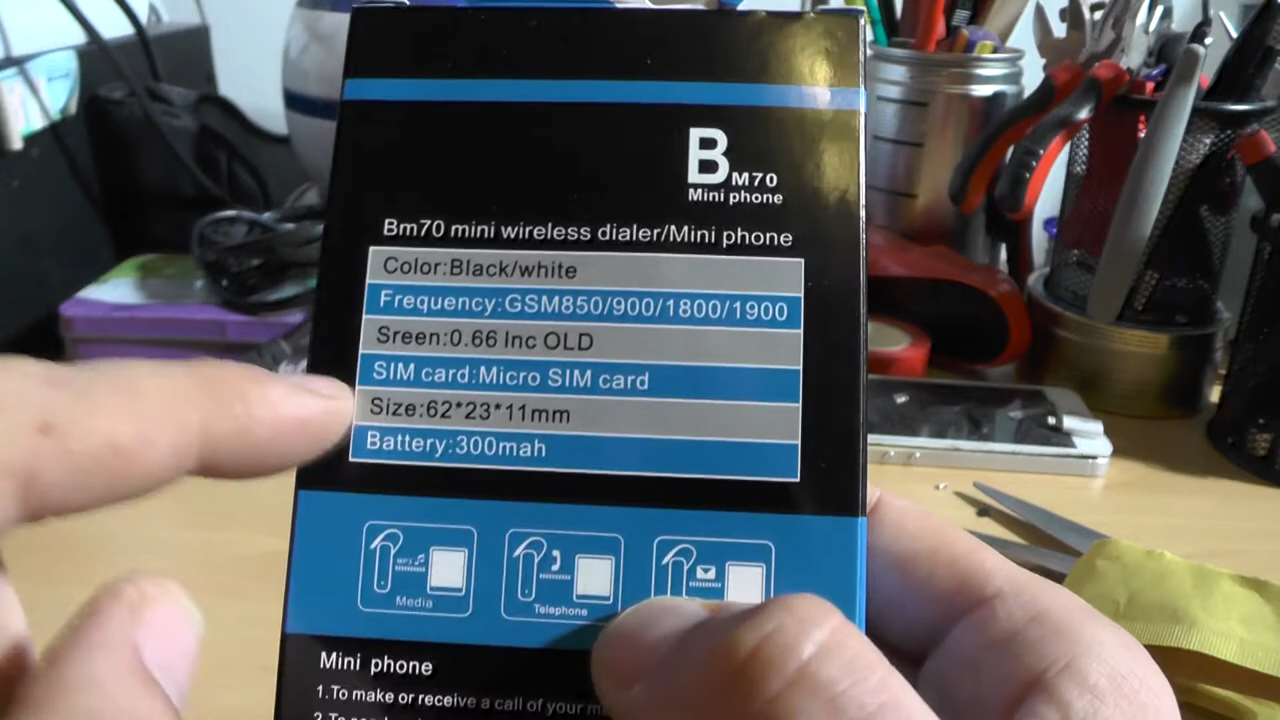 BM70
Mini phone
Bm70 mini wireless dialer/Mini phone
Color:Black/white
Frequency:GSM850/900/1800/1900
Sreen:0.66 Inc OLD
SIM card:Micro SIM card
Size:62*23*11mm
Battery:300mah
MP3
Media
Telephone
Mini phone
1.To make or receive a call of your